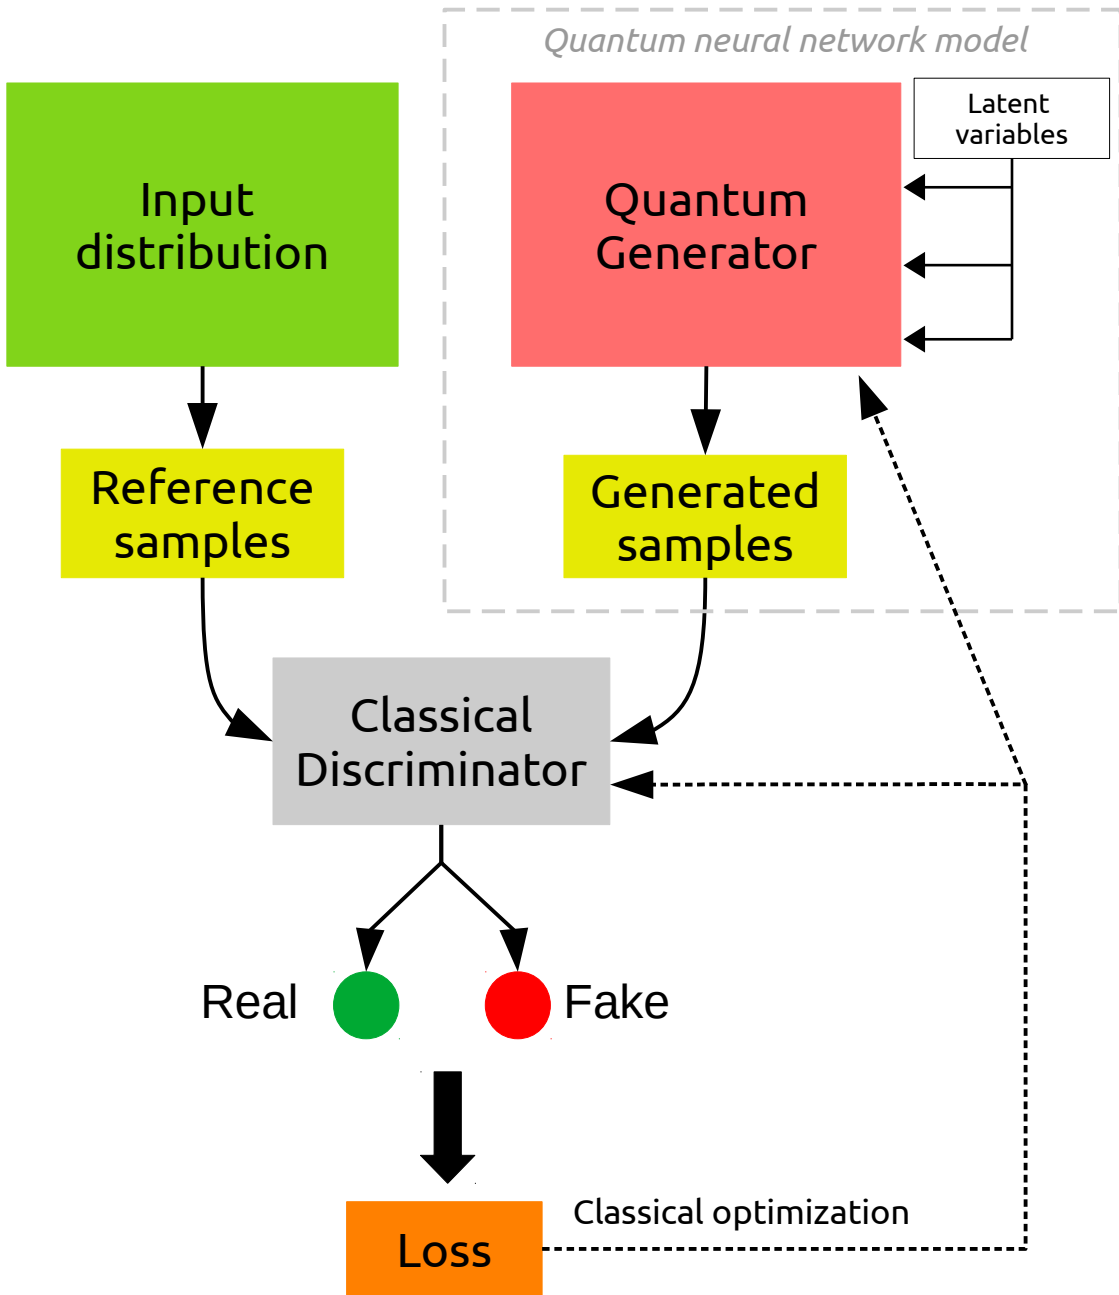 Quantum neural network model
Input
distribution
Quantum
Generator
Latent
variables
Reference
samples
Generated
samples
Classical
Discriminator
Real
Fake
Classical optimization
Loss